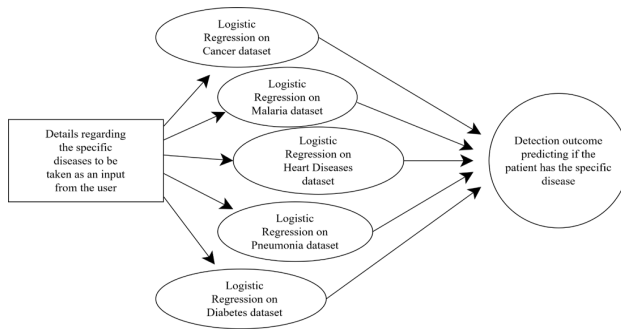 Details regarding
the specific
diseases to be
taken as an input
from the user
Logistic
Regression on
Cancer dataset
Logistic
Regression on
Malaria dataset
Logistic
Regression on
Heart Diseases
dataset
Logistic
Regression on
Pneumonia dataset
Logistic
Regression on
Diabetes dataset
Detection outcome
predicting if the
patient has the specific
disease